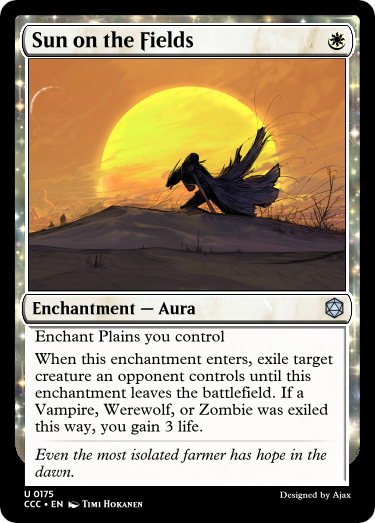 Sun on the Fields
Enchantment — Aura
Enchant Plains you control
When this enchantment enters, exile target
creature an opponent controls until this
enchantment leaves the battlefield. If a
Vampire, Werewolf, or Zombie was exiled
this way, you gain 3 life.
Even the most isolated farmer has hope in the
dawn.
U 0175
CCC • EN Timi Hokanen
Designed by Ajax